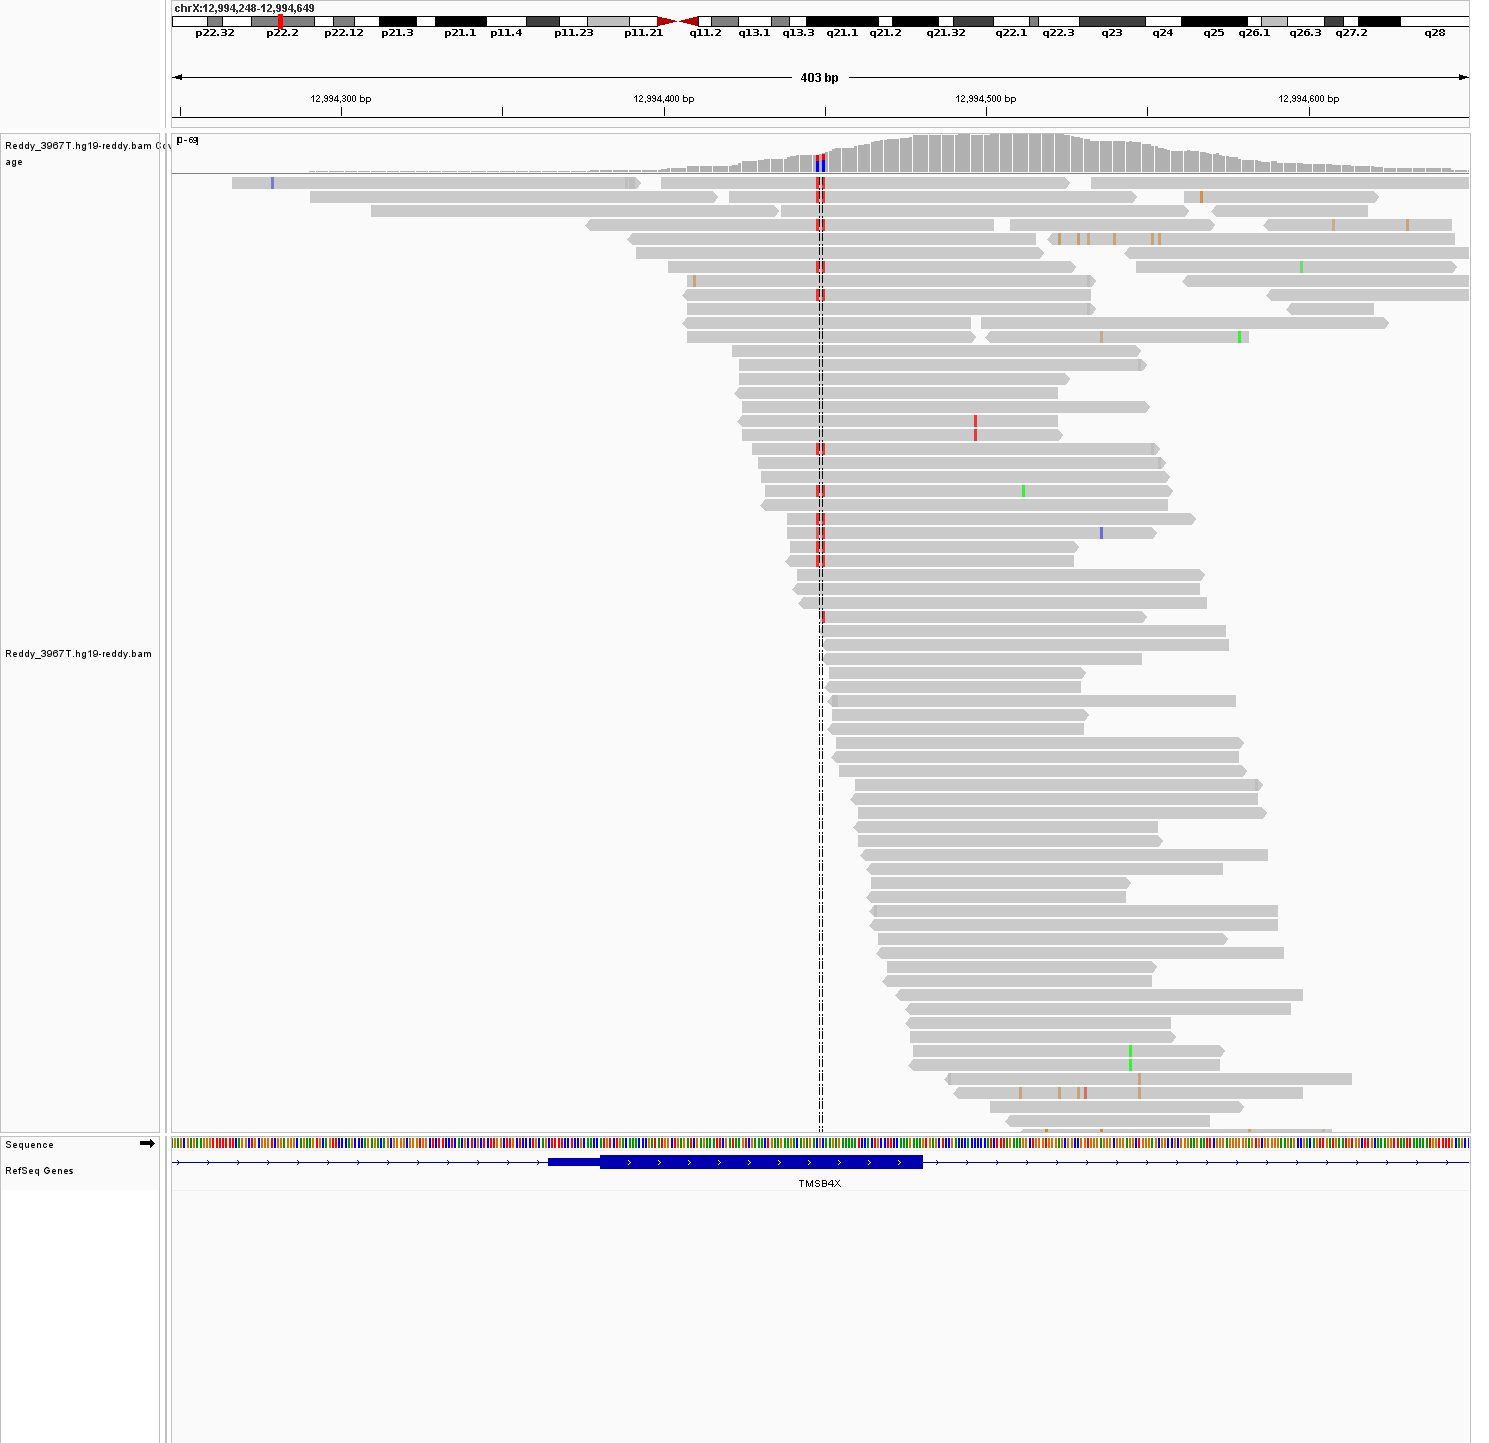 chrX:12,994,248-12,994,649
p22.32 p22.2 p22.12 p21.3 p21.1 p11.4 p11.23 p11.21 q11.2 q13.1 q13.3 q21.1 q21.2 q21.32 q22.1 q22.3 q23 q24 q25 q26.1 q26.3 q27.2 q28
403 bp
12,994,300 bp 12,994,400 bp 12,994,500 bp 12,994,600 bp
[0-69]
Reddy_3967T.hg19-reddy.bam Cov
age
Reddy_3967T.hg19-reddy.bam
Sequence
RefSeq Genes
TMSB4X